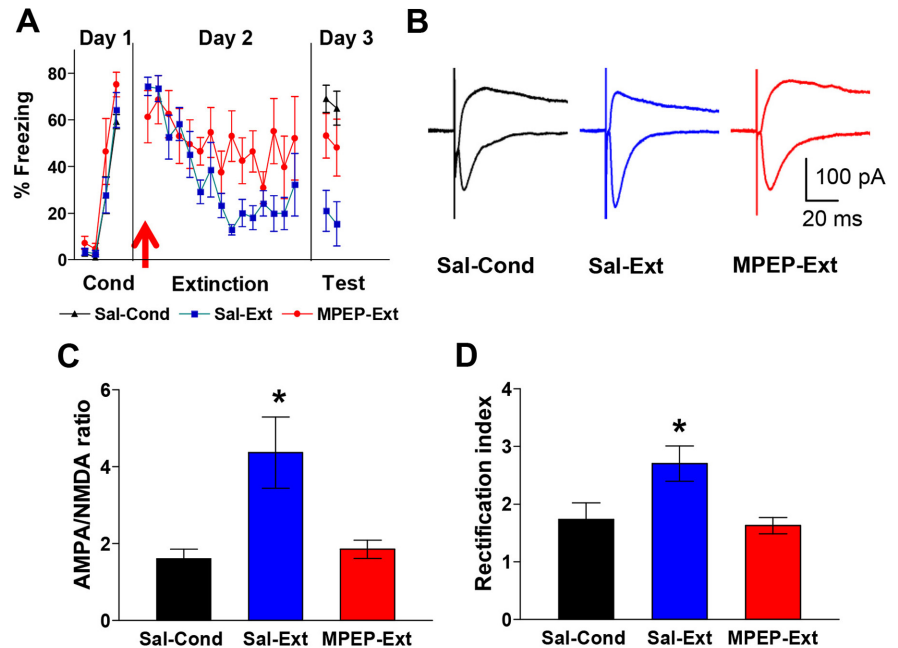 A
Day 1 Day 2 Day 3
% Freezing
80
60
40
20
0
Cond Extinction Test
Sal-Cond Sal-Ext MPEP-Ext
B
100 pA
20 ms
Sal-Cond Sal-Ext MPEP-Ext
C
AMPA/NMDA ratio
6
4
2
0
*
Sal-Cond Sal-Ext MPEP-Ext
D
Rectification index
4
3
2
1
0
*
Sal-Cond Sal-Ext MPEP-Ext